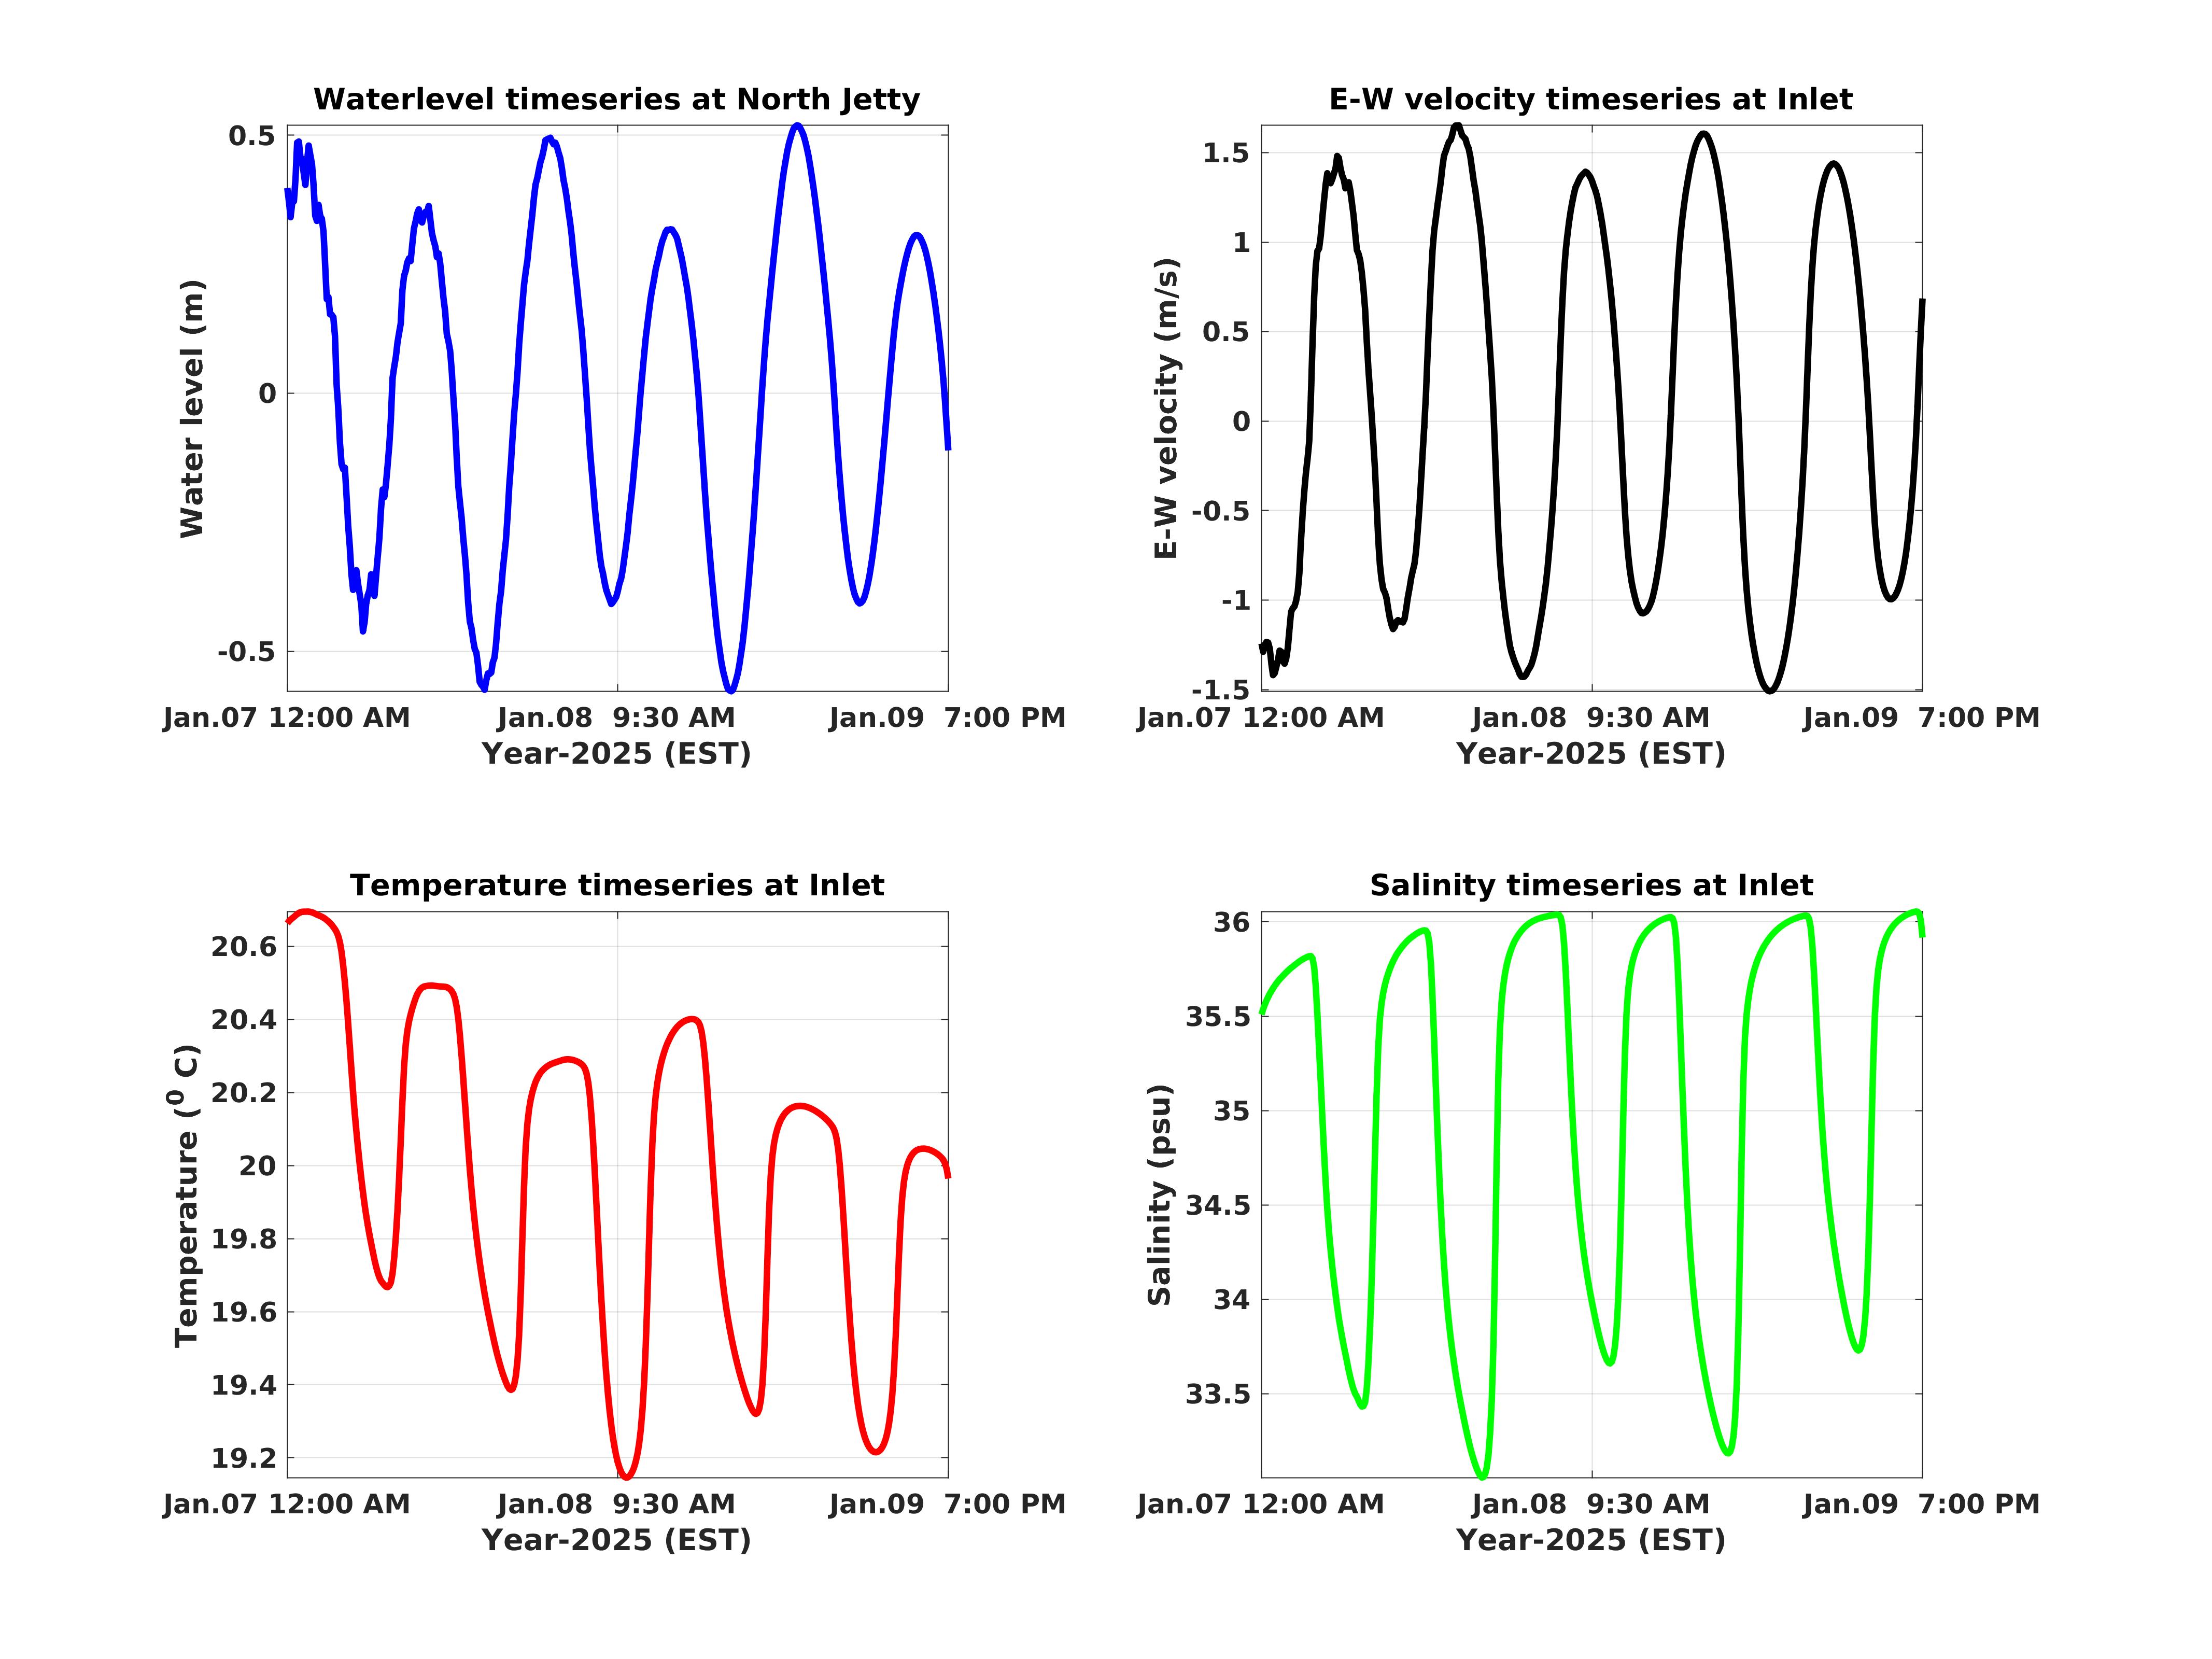 Waterlevel timeseries at North Jetty
0.5
0
-0.5
Water level (m)
Jan.07 12:00 AM Jan.08 9:30 AM Jan.09 7:00 PM
Year-2025 (EST)
E-W velocity timeseries at Inlet
1.5
1
0.5
0
-0.5
-1
-1.5
E-W velocity (m/s)
Jan.07 12:00 AM Jan.08 9:30 AM Jan.09 7:00 PM
Year-2025 (EST)
Temperature timeseries at Inlet
20.6
20.4
20.2
20
19.8
19.6
19.4
19.2
Temperature (⁰ C)
Jan.07 12:00 AM Jan.08 9:30 AM Jan.09 7:00 PM
Year-2025 (EST)
Salinity timeseries at Inlet
36
35.5
35
34.5
34
33.5
Salinity (psu)
Jan.07 12:00 AM Jan.08 9:30 AM Jan.09 7:00 PM
Year-2025 (EST)